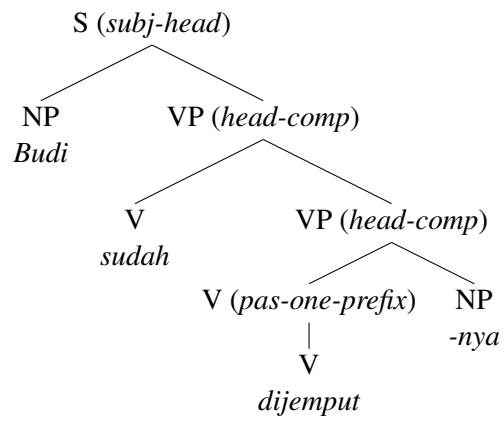 S (subj-head)
NP VP (head-comp)
Budi
V VP (head-comp)
sudah
V (pas-one-prefix) NP
-nya
V
dijemput